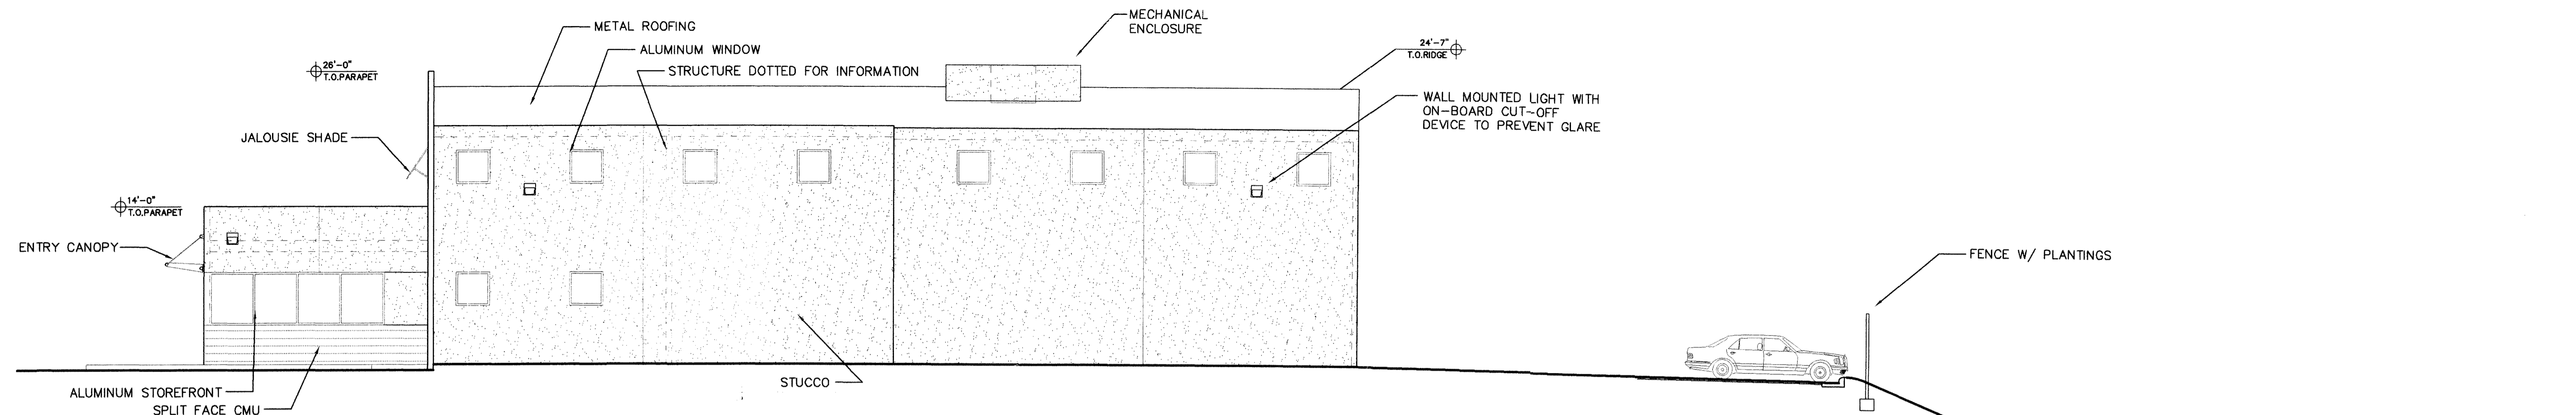 MECHANICAL
ENCLOSURE
METAL ROOFING
ALUMINUM WINDOW
STRUCTURE DOTTED FOR INFORMATION
24'-7"
T.O.RIDGE
26'-0"
T.O.PARAPET
WALL MOUNTED LIGHT WITH
ON-BOARD CUT-OFF
DEVICE TO PREVENT GLARE
JALOUSIE SHADE
14'-0"
T.O.PARAPET
ENTRY CANOPY
FENCE W/ PLANTINGS
STUCCO
ALUMINUM STOREFRONT
SPLIT FACE CMU